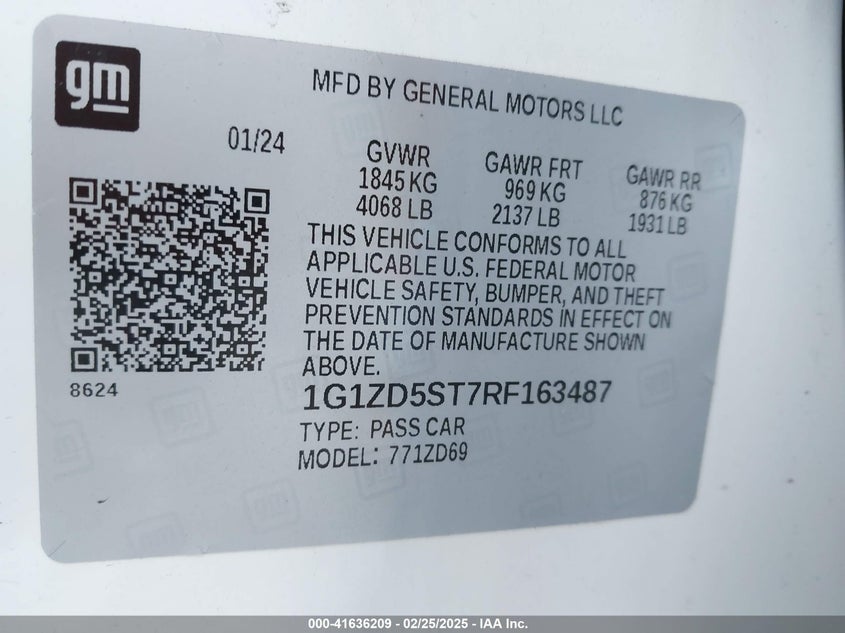 gm
MFD BY GENERAL MOTORS LLC
01/24
GVWR
1845 KG
4068 LB
GAWR FRT
969 KG
2137 LB
GAWR RR
876 KG
1931 LB
THIS VEHICLE CONFORMS TO ALL
APPLICABLE U.S. FEDERAL MOTOR
VEHICLE SAFETY, BUMPER, AND THEFT
PREVENTION STANDARDS IN EFFECT ON
THE DATE OF MANUFACTURE SHOWN
ABOVE.
8624
1G1ZD5ST7RF163487
TYPE: PASS CAR
MODEL: 771ZD69
000-41636209 - 02/25/2025 - IAA Inc.